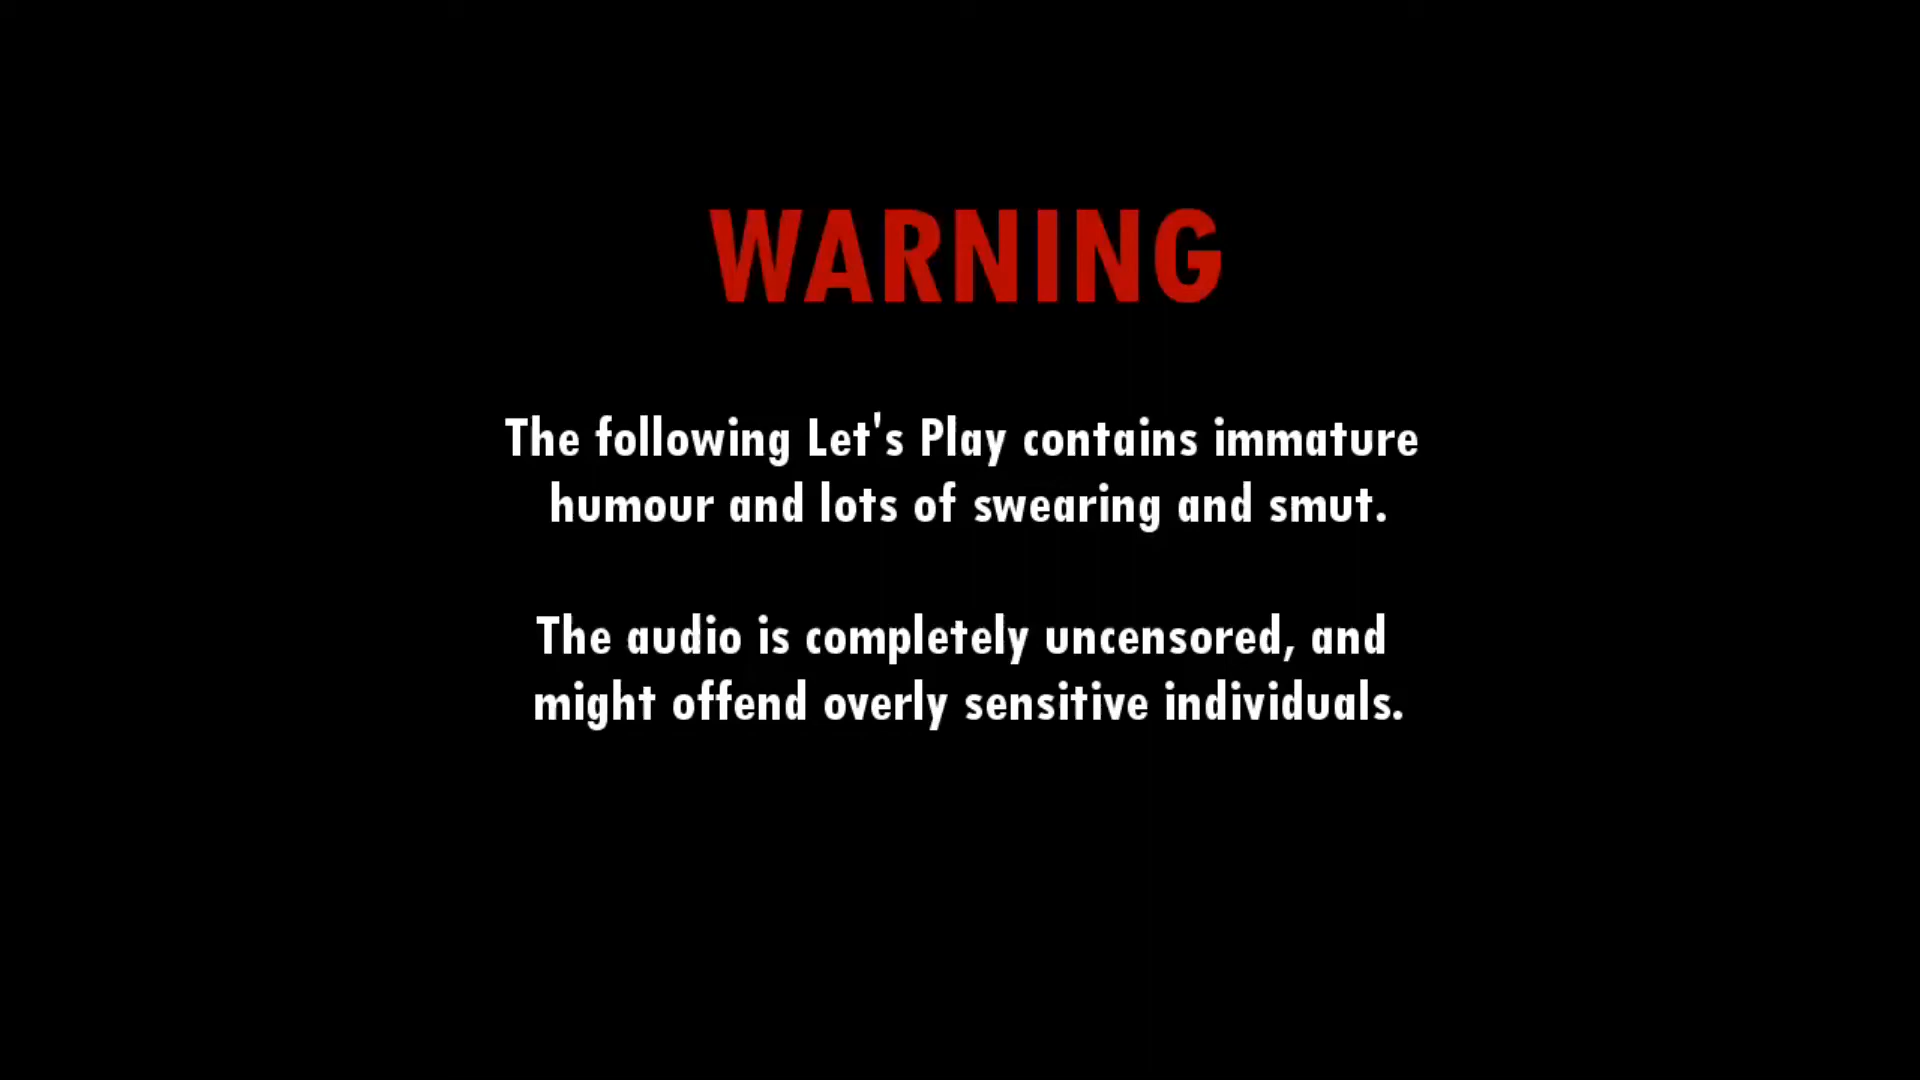 WARNING
The following Let's Play contains immature
humour and lots of swearing and smut.
The audio is completely uncensored, and
might offend overly sensitive individuals.